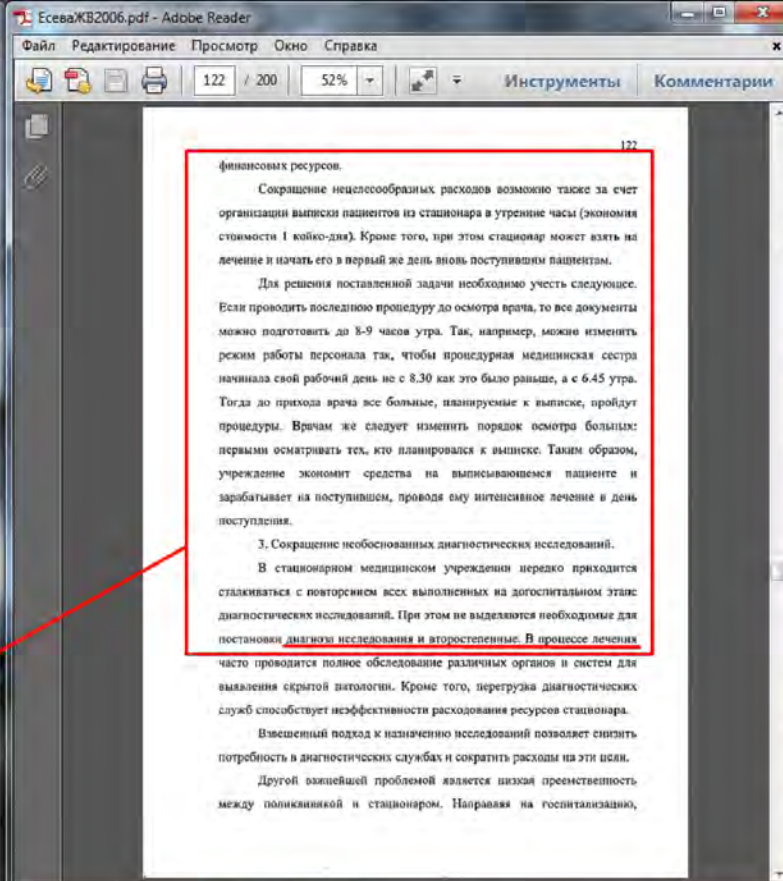 ЕсеваЖВ2006.pdf - Adobe Reader
Файл Редактирование Просмотр Окно Справка
122 / 200 52% Инструменты Комментарии
122
финансовых ресурсов.
Сокращение нецелесообразных расходов возможно также за счет
организации выписки пациентов из стационара в утренние часы (экономия
стоимости 1 койко-дня). Кроме того, при этом стационар может взять на
лечение и начать его в первый же день вновь поступившим пациентам.
Для решения поставленной задачи необходимо учесть следующее.
Если проводить последнюю процедуру до осмотра врача, то все документы
можно подготовить до 8-9 часов утра. Так, например, можно изменить
режим работы персонала так, чтобы процедурная медицинская сестра
начинала свой рабочий день не с 8.30 как это было раньше, а с 6.45 утра.
Тогда до прихода врача все больные, планируемые к выписке, пройдут
процедуры. Врачам же следует изменить порядок осмотра больных:
первыми осматривать тех, кто планировался к выписке. Таким образом,
учреждение экономит средства на выписывающемся пациенте и
зарабатывает на поступившем, проводя ему интенсивное лечение в день
поступления.
3. Сокращение необоснованных диагностических исследований.
В стационарном медицинском учреждении нередко приходится
сталкиваться с повторением всех выполненных на догоспитальном этапе
диагностических исследований. При этом не выделяются необходимые для
постановки диагноза исследования и второстепенные. В процессе лечения
часто проводится полное обследование различных органов и систем для
выявления скрытой патологии. Кроме того, перегрузка диагностических
служб способствует неэффективности расходования ресурсов стационара.
Взвешенный подход к назначению исследований позволяет снизить
потребность в диагностических службах и сократить расходы на эти цели.
Другой важнейшей проблемой является низкая преемственность
между поликлиникой и стационаром. Направляя на госпитализацию,